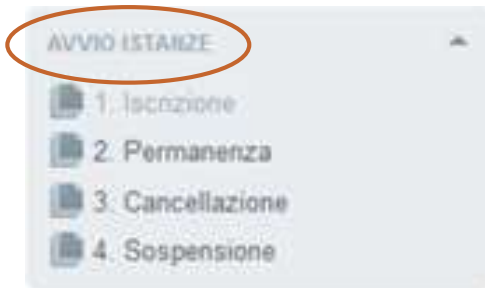 AVVIO ISTANZE
1. Iscrizione
2. Permanenza
3. Cancellazione
4. Sospensione